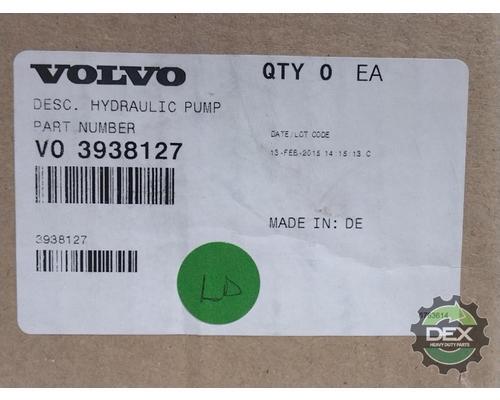 VOLVO
QTY 0 EA
DESC. HYDRAULIC PUMP
PART NUMBER
VO 3938127
DATE/LOT CODE
13-FEB-2015 14:15:13 C
MADE IN: DE
3938127
LD
DEX
HEAVY DUTY PARTS